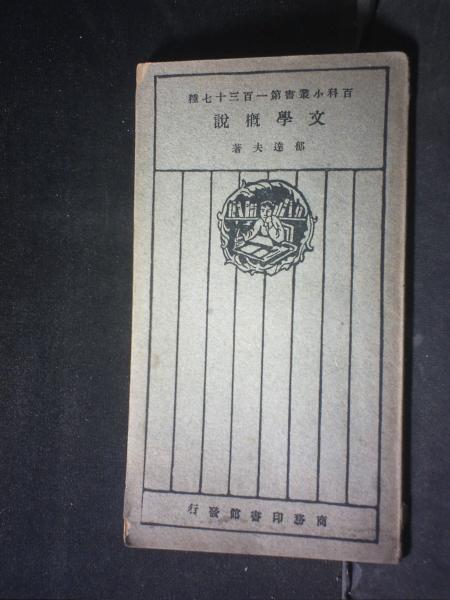 百科小叢書第一百三十七種
文學概說
郁達夫著
商務印書館發行